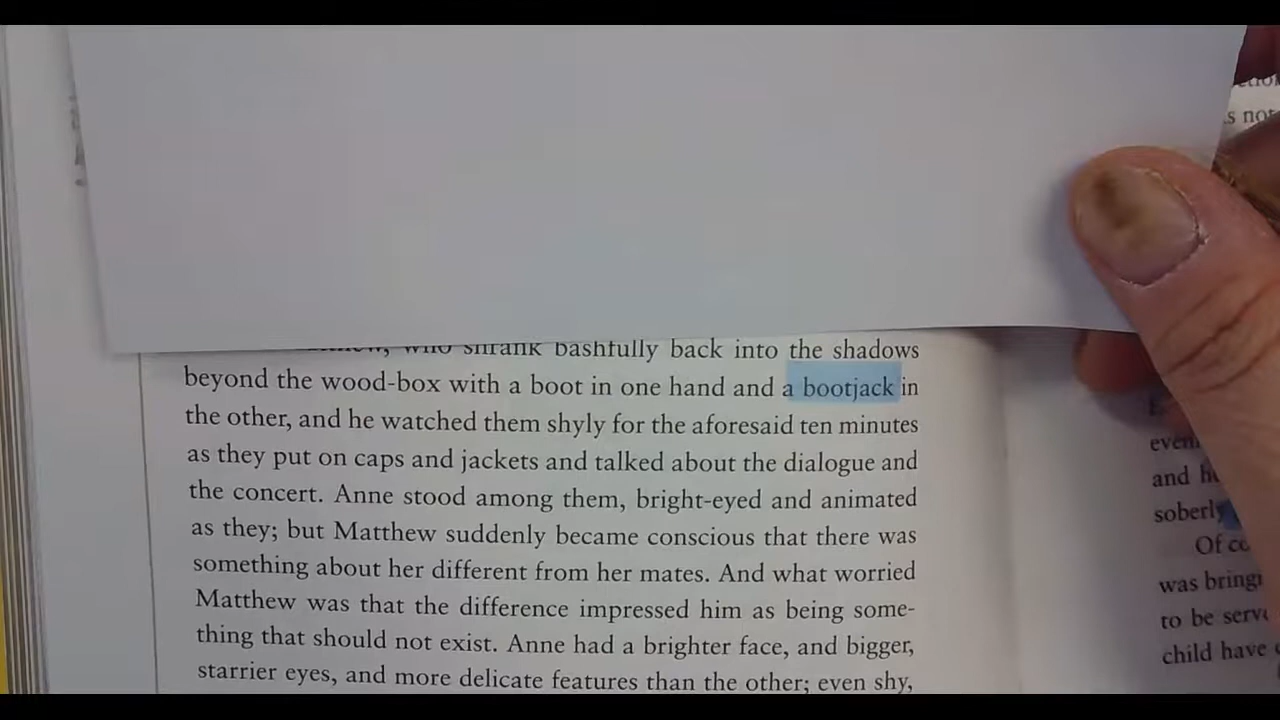 who shrank bashfully back into the shadows
beyond the wood-box with a boot in one hand and a bootjack in
the other, and he watched them shyly for the aforesaid ten minutes
as they put on caps and jackets and talked about the dialogue and
the concert. Anne stood among them, bright-eyed and animated
as they; but Matthew suddenly became conscious that there was
something about her different from her mates. And what worried
Matthew was that the difference impressed him as being some-
thing that should not exist. Anne had a brighter face, and bigger,
starrier eyes, and more delicate features than the other; even shy,
and
soberly
Of
was
to be
child have